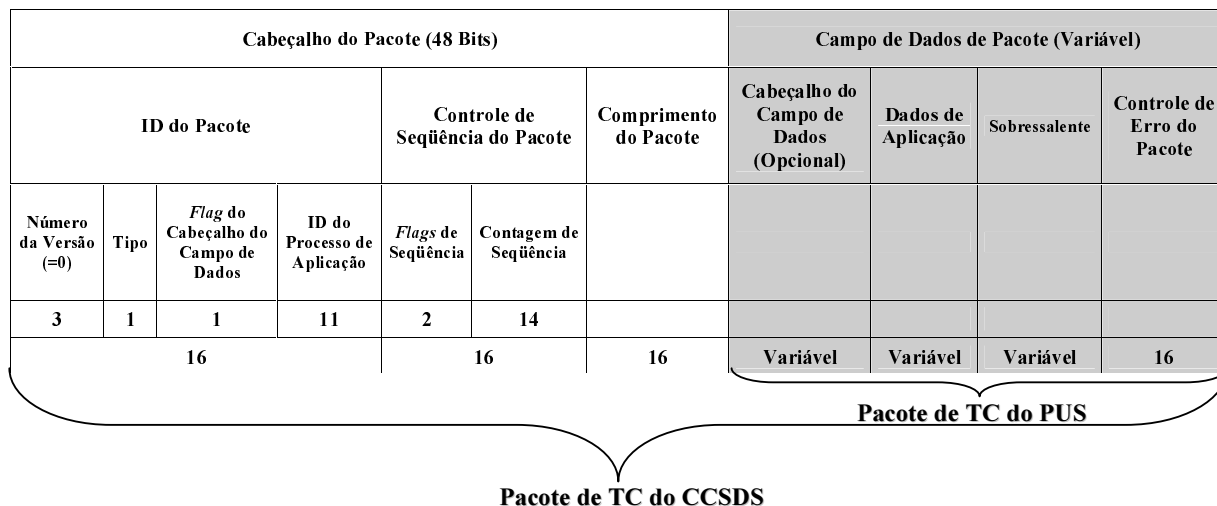 Cabeçalho do Pacote (48 Bits)
Campo de Dados de Pacote (Variável)
ID do Pacote
Controle de
Seqüência do Pacote
Comprimento
do Pacote
Cabeçalho do
Campo de
Dados
(Opcional)
Dados de
Aplicação
Sobressalente
Controle de
Erro do
Pacote
Número
da Versão
(=0)
Tipo
Flag do
Cabeçalho do
Campo de
Dados
ID do
Processo de
Aplicação
Flags de
Seqüência
Contagem de
Seqüência
3
1
1
11
2
14
16
16
16
Variável
Variável
Variável
16
Pacote de TC do PUS
Pacote de TC do CCSDS